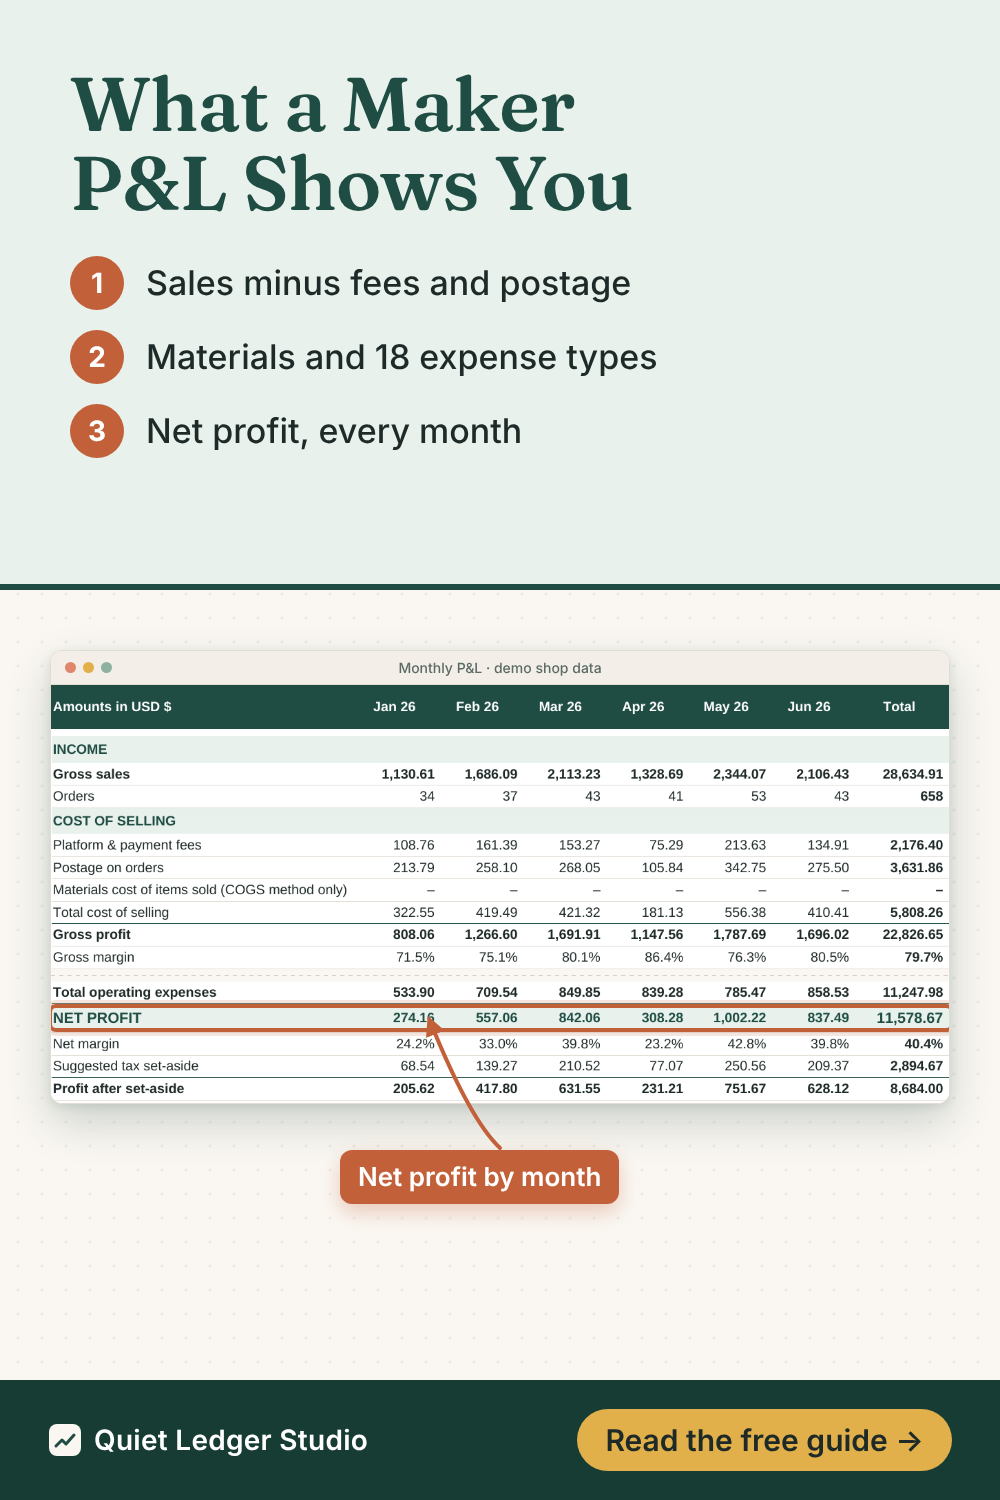 What a Maker
P&L Shows You
1 Sales minus fees and postage
2 Materials and 18 expense types
3 Net profit, every month
Monthly P&L · demo shop data
Amounts in USD $ Jan 26 Feb 26 Mar 26 Apr 26 May 26 Jun 26 Total
INCOME
Gross sales 1,130.61 1,686.09 2,113.23 1,328.69 2,344.07 2,106.43 28,634.91
Orders 34 37 43 41 53 43 658
COST OF SELLING
Platform & payment fees 108.76 161.39 153.27 75.29 213.63 134.91 2,176.40
Postage on orders 213.79 258.10 268.05 105.84 342.75 275.50 3,631.86
Materials cost of items sold (COGS method only) – – – – – – –
Total cost of selling 322.55 419.49 421.32 181.13 556.38 410.41 5,808.26
Gross profit 808.06 1,266.60 1,691.91 1,147.56 1,787.69 1,696.02 22,826.65
Gross margin 71.5% 75.1% 80.1% 86.4% 76.3% 80.5% 79.7%
Total operating expenses 533.90 709.54 849.85 839.28 785.47 858.53 11,247.98
NET PROFIT 274.16 557.06 842.06 308.28 1,002.22 837.49 11,578.67
Net margin 24.2% 33.0% 39.8% 23.2% 42.8% 39.8% 40.4%
Suggested tax set-aside 68.54 139.27 210.52 77.07 250.56 209.37 2,894.67
Profit after set-aside 205.62 417.80 631.55 231.21 751.67 628.12 8,684.00
Net profit by month
Quiet Ledger Studio
Read the free guide →